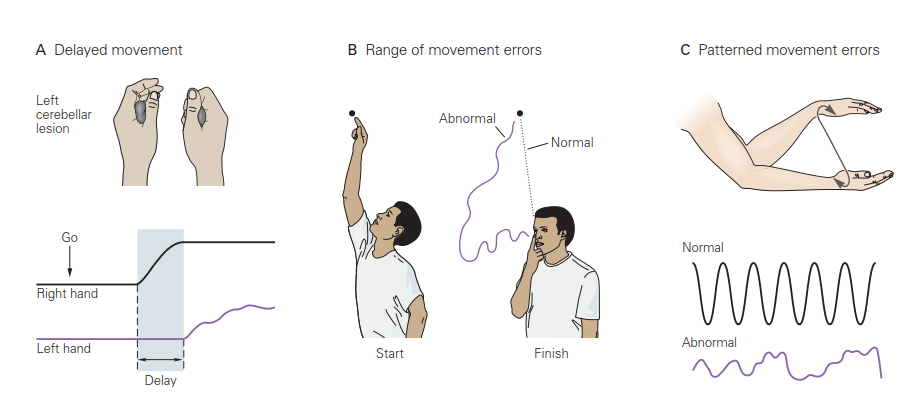 A Delayed movement
Left
cerebellar
lesion
Go
Right hand
Left hand
Delay
B Range of movement errors
Abnormal
Normal
Start
Finish
C Patterned movement errors
Normal
Abnormal